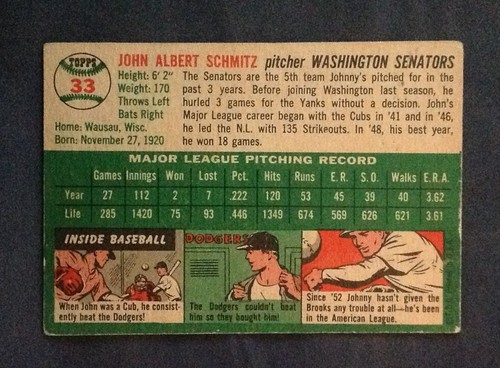 TOPPS
33
JOHN ALBERT SCHMITZ pitcher WASHINGTON SENATORS
Height: 6' 2"
Weight: 170
Throws Left
Bats Right
Home: Wausau, Wisc.
Born: November 27, 1920
The Senators are the 5th team Johnny's pitched for in the
past 3 years. Before joining Washington last season, he
hurled 3 games for the Yanks without a decision. John's
Major League career began with the Cubs in '41 and in '46,
he led the N.L. with 135 Strikeouts. In '48, his best year,
he won 18 games.
MAJOR LEAGUE PITCHING RECORD
Games Innings Won Lost Pct. Hits Runs E.R. S.O. Walks E.R.A.
Year 27 112 2 7 .222 120 53 45 39 40 3.62
Life 285 1420 75 93 .446 1349 674 569 626 621 3.61
INSIDE BASEBALL
When John was a Cub, he consist-
ently beat the Dodgers!
DODGERS
The Dodgers couldn't beat
him so they bought him!
Since '52 Johnny hasn't given the
Brooks any trouble at all—he's been
in the American League.